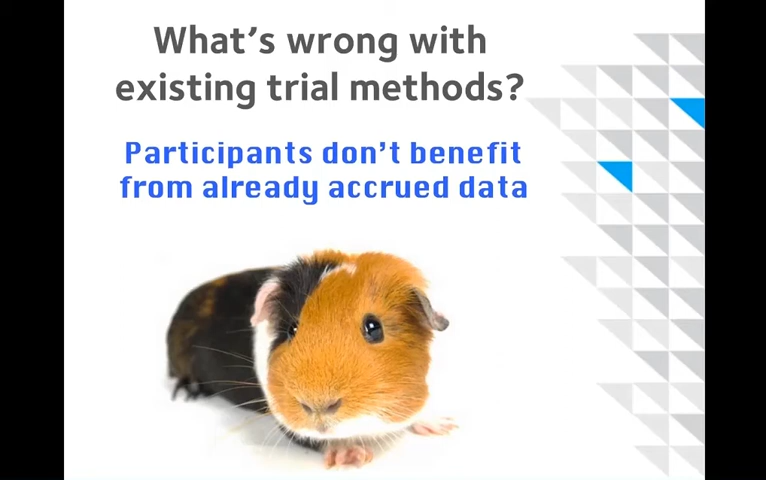 What's wrong with
existing trial methods?
Participants don't benefit
from already accrued data